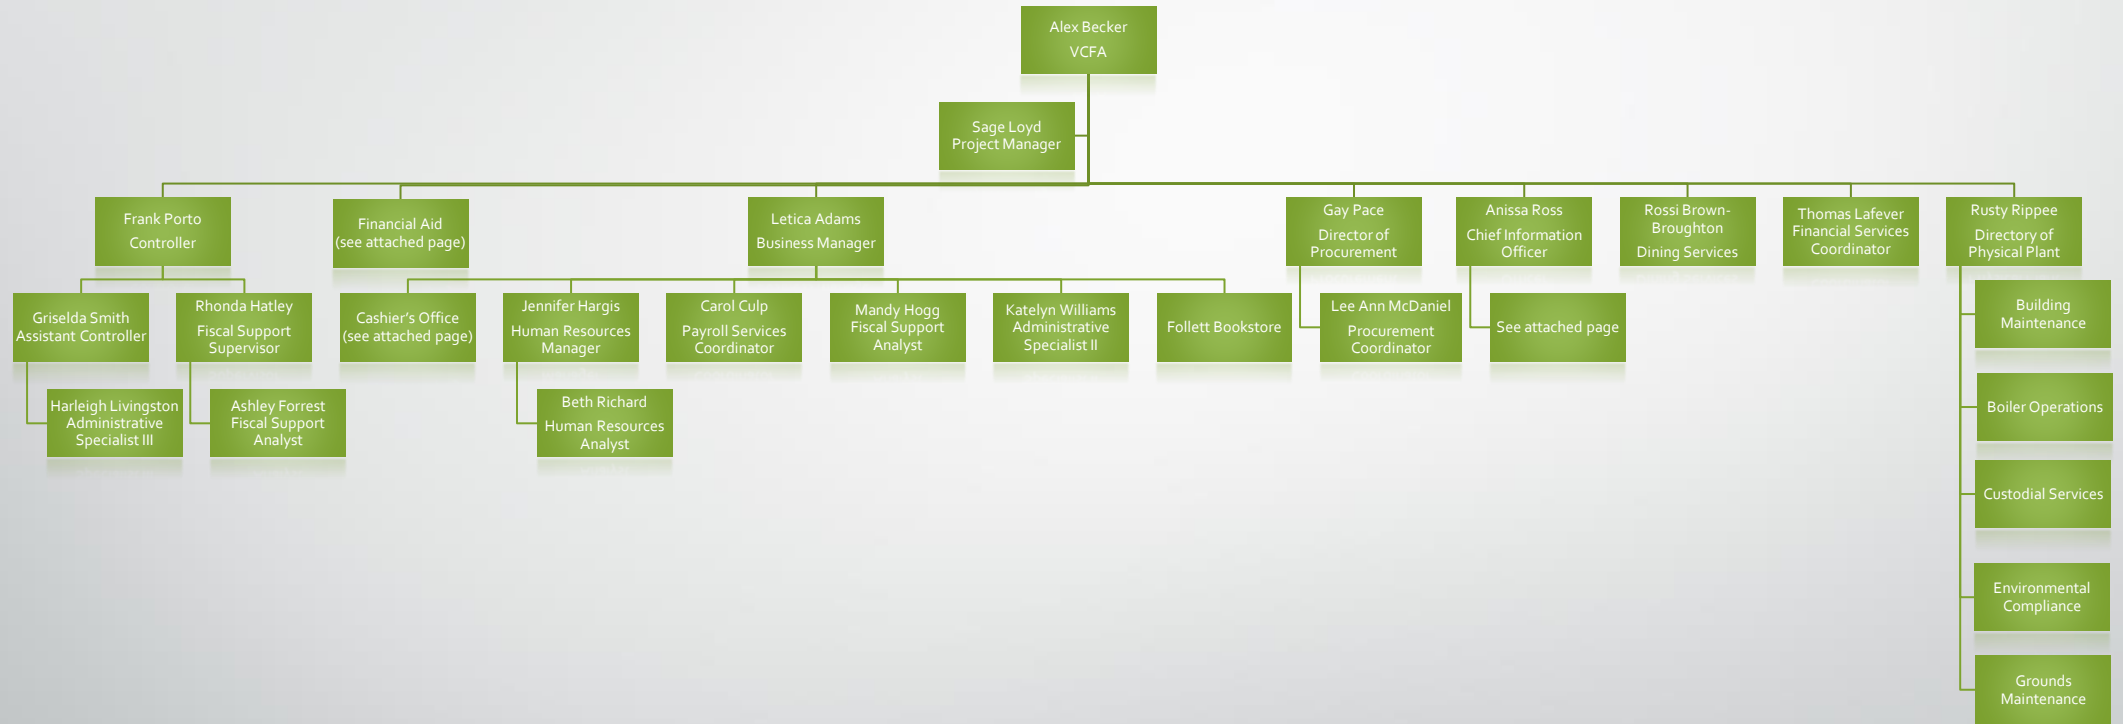 Alex Becker
VCFA
Sage Loyd
Project Manager
Frank Porto
Controller
Financial Aid
(see attached page)
Letica Adams
Business Manager
Gay Pace
Director of
Procurement
Anissa Ross
Chief Information
Officer
Rossi Brown-
Broughton
Dining Services
Thomas Lafever
Financial Services
Coordinator
Rusty Rippee
Directory of
Physical Plant
Griselda Smith
Assistant Controller
Rhonda Hatley
Fiscal Support
Supervisor
Cashier's Office
(see attached page)
Jennifer Hargis
Human Resources
Manager
Carol Culp
Payroll Services
Coordinator
Mandy Hogg
Fiscal Support
Analyst
Katelyn Williams
Administrative
Specialist II
Follett Bookstore
Lee Ann McDaniel
Procurement
Coordinator
See attached page
Building
Maintenance
Harleigh Livingston
Administrative
Specialist III
Ashley Forrest
Fiscal Support
Analyst
Beth Richard
Human Resources
Analyst
Boiler Operations
Custodial Services
Environmental
Compliance
Grounds
Maintenance